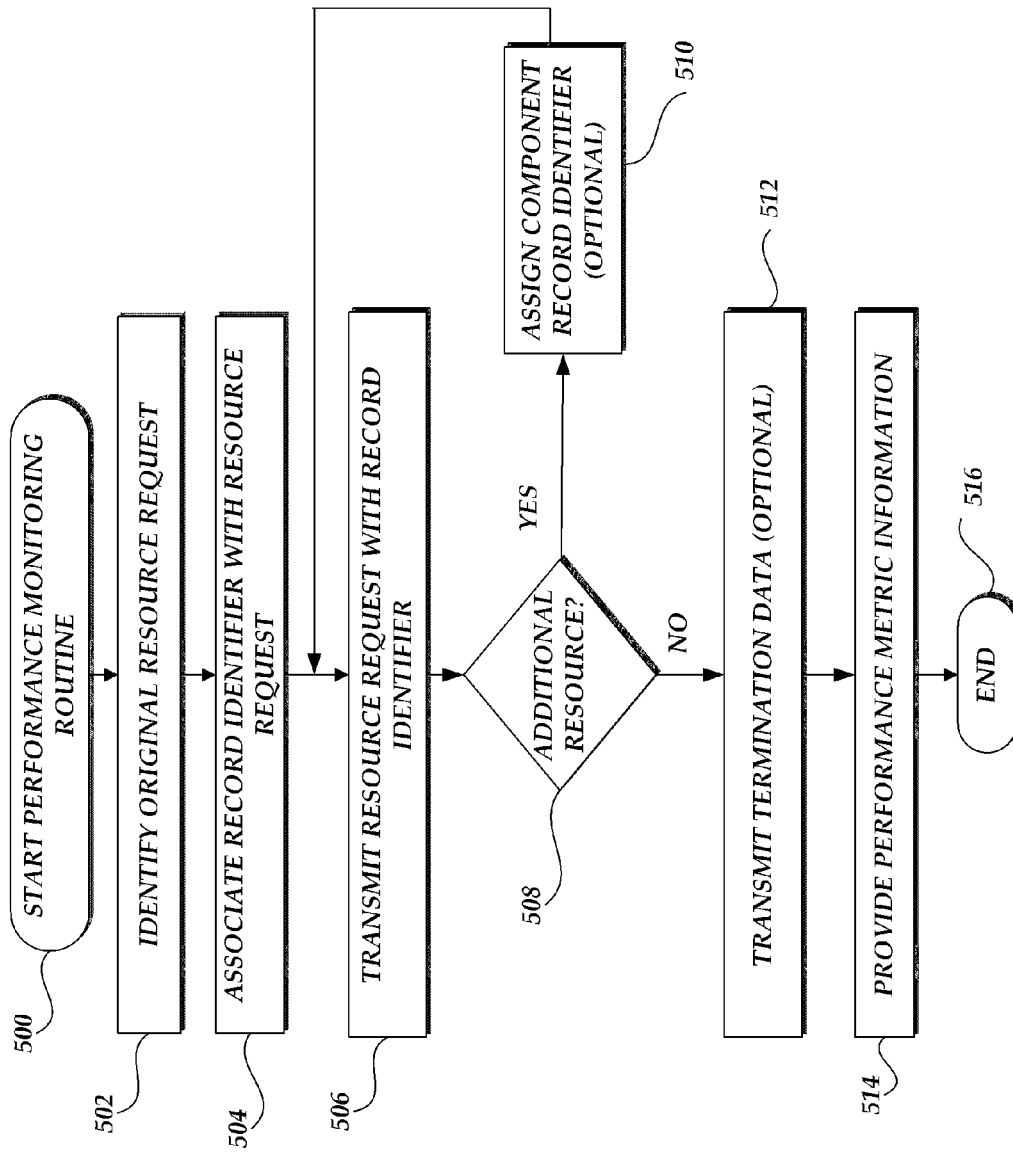 START PERFORMANCE MONITORING
ROUTINE
500
IDENTIFY ORIGINAL RESOURCE REQUEST
502
ASSOCIATE RECORD IDENTIFIER WITH RESOURCE
REQUEST
504
TRANSMIT RESOURCE REQUEST WITH RECORD
IDENTIFIER
506
ADDITIONAL
RESOURCE?
508
YES
ASSIGN COMPONENT
RECORD IDENTIFIER
(OPTIONAL)
510
NO
TRANSMIT TERMINATION DATA (OPTIONAL)
512
PROVIDE PERFORMANCE METRIC INFORMATION
514
END
516